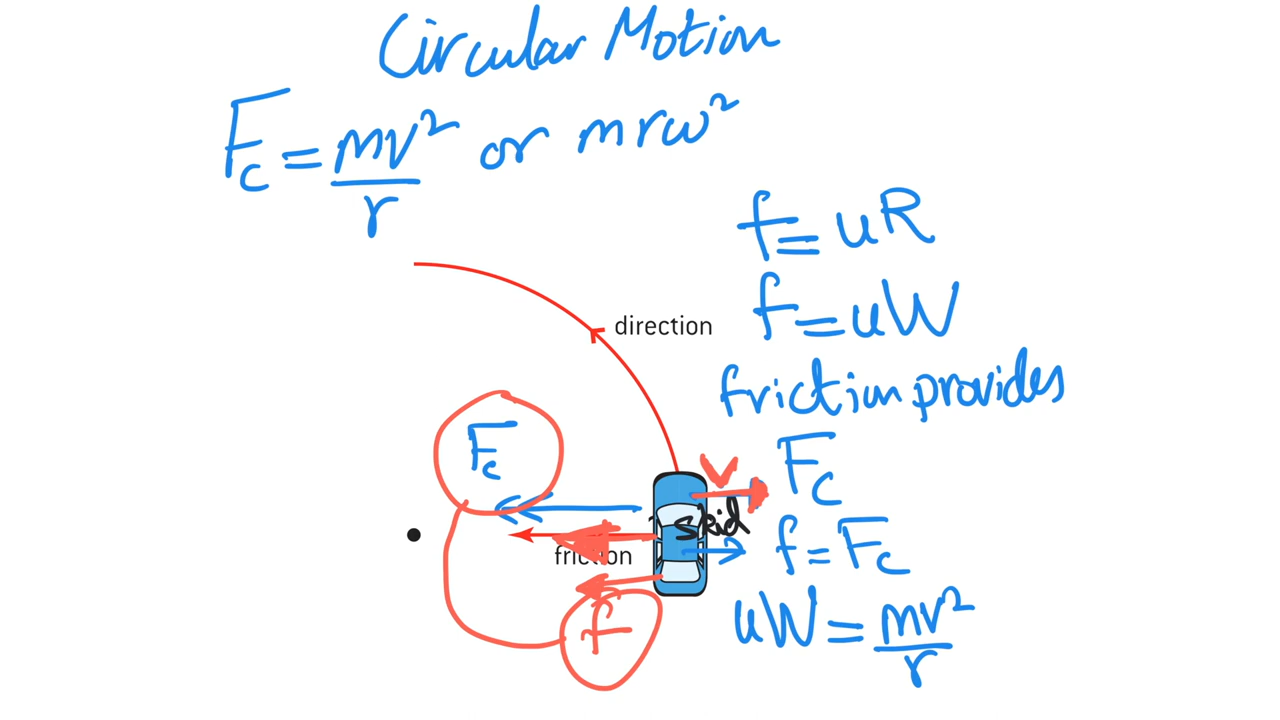 Circular Motion
Fc = mv²/r or mrω²
f = uR
f = uW
direction
friction provides
Fc
Fc
V
skid
friction
f = Fc
f
uW = mv²/r